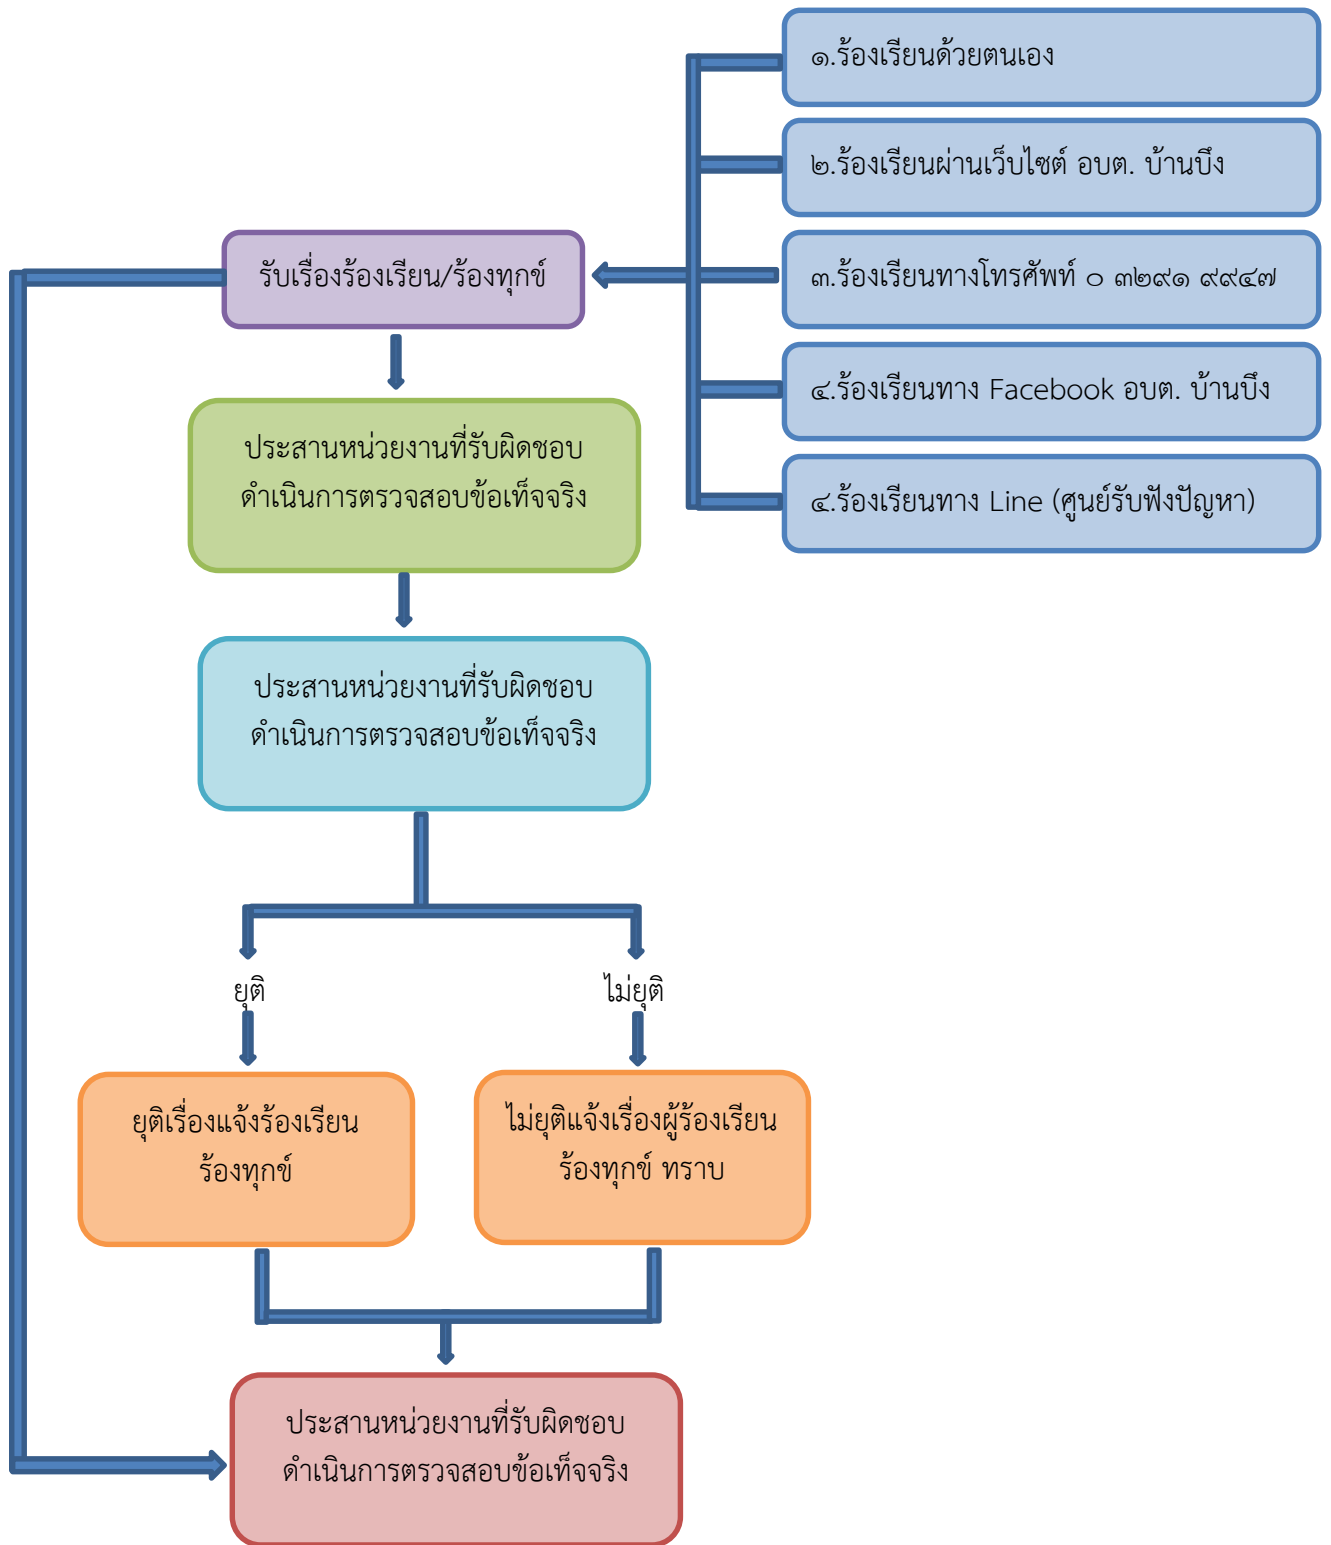 ๑.ร้องเรียนด้วยตนเอง
๒.ร้องเรียนผ่านเว็บไซต์ อบต. บ้านบึง
รับเรื่องร้องเรียน/ร้องทุกข์
๓.ร้องเรียนทางโทรศัพท์ ๐ ๓๒๙๑ ๙๙๔๗
๔.ร้องเรียนทาง Facebook อบต. บ้านบึง
๔.ร้องเรียนทาง Line (ศูนย์รับฟังปัญหา)
ประสานหน่วยงานที่รับผิดชอบ
ดำเนินการตรวจสอบข้อเท็จจริง
ประสานหน่วยงานที่รับผิดชอบ
ดำเนินการตรวจสอบข้อเท็จจริง
ยุติ
ไม่ยุติ
ยุติเรื่องแจ้งร้องเรียน
ร้องทุกข์
ไม่ยุติแจ้งเรื่องผู้ร้องเรียน
ร้องทุกข์ ทราบ
ประสานหน่วยงานที่รับผิดชอบ
ดำเนินการตรวจสอบข้อเท็จจริง